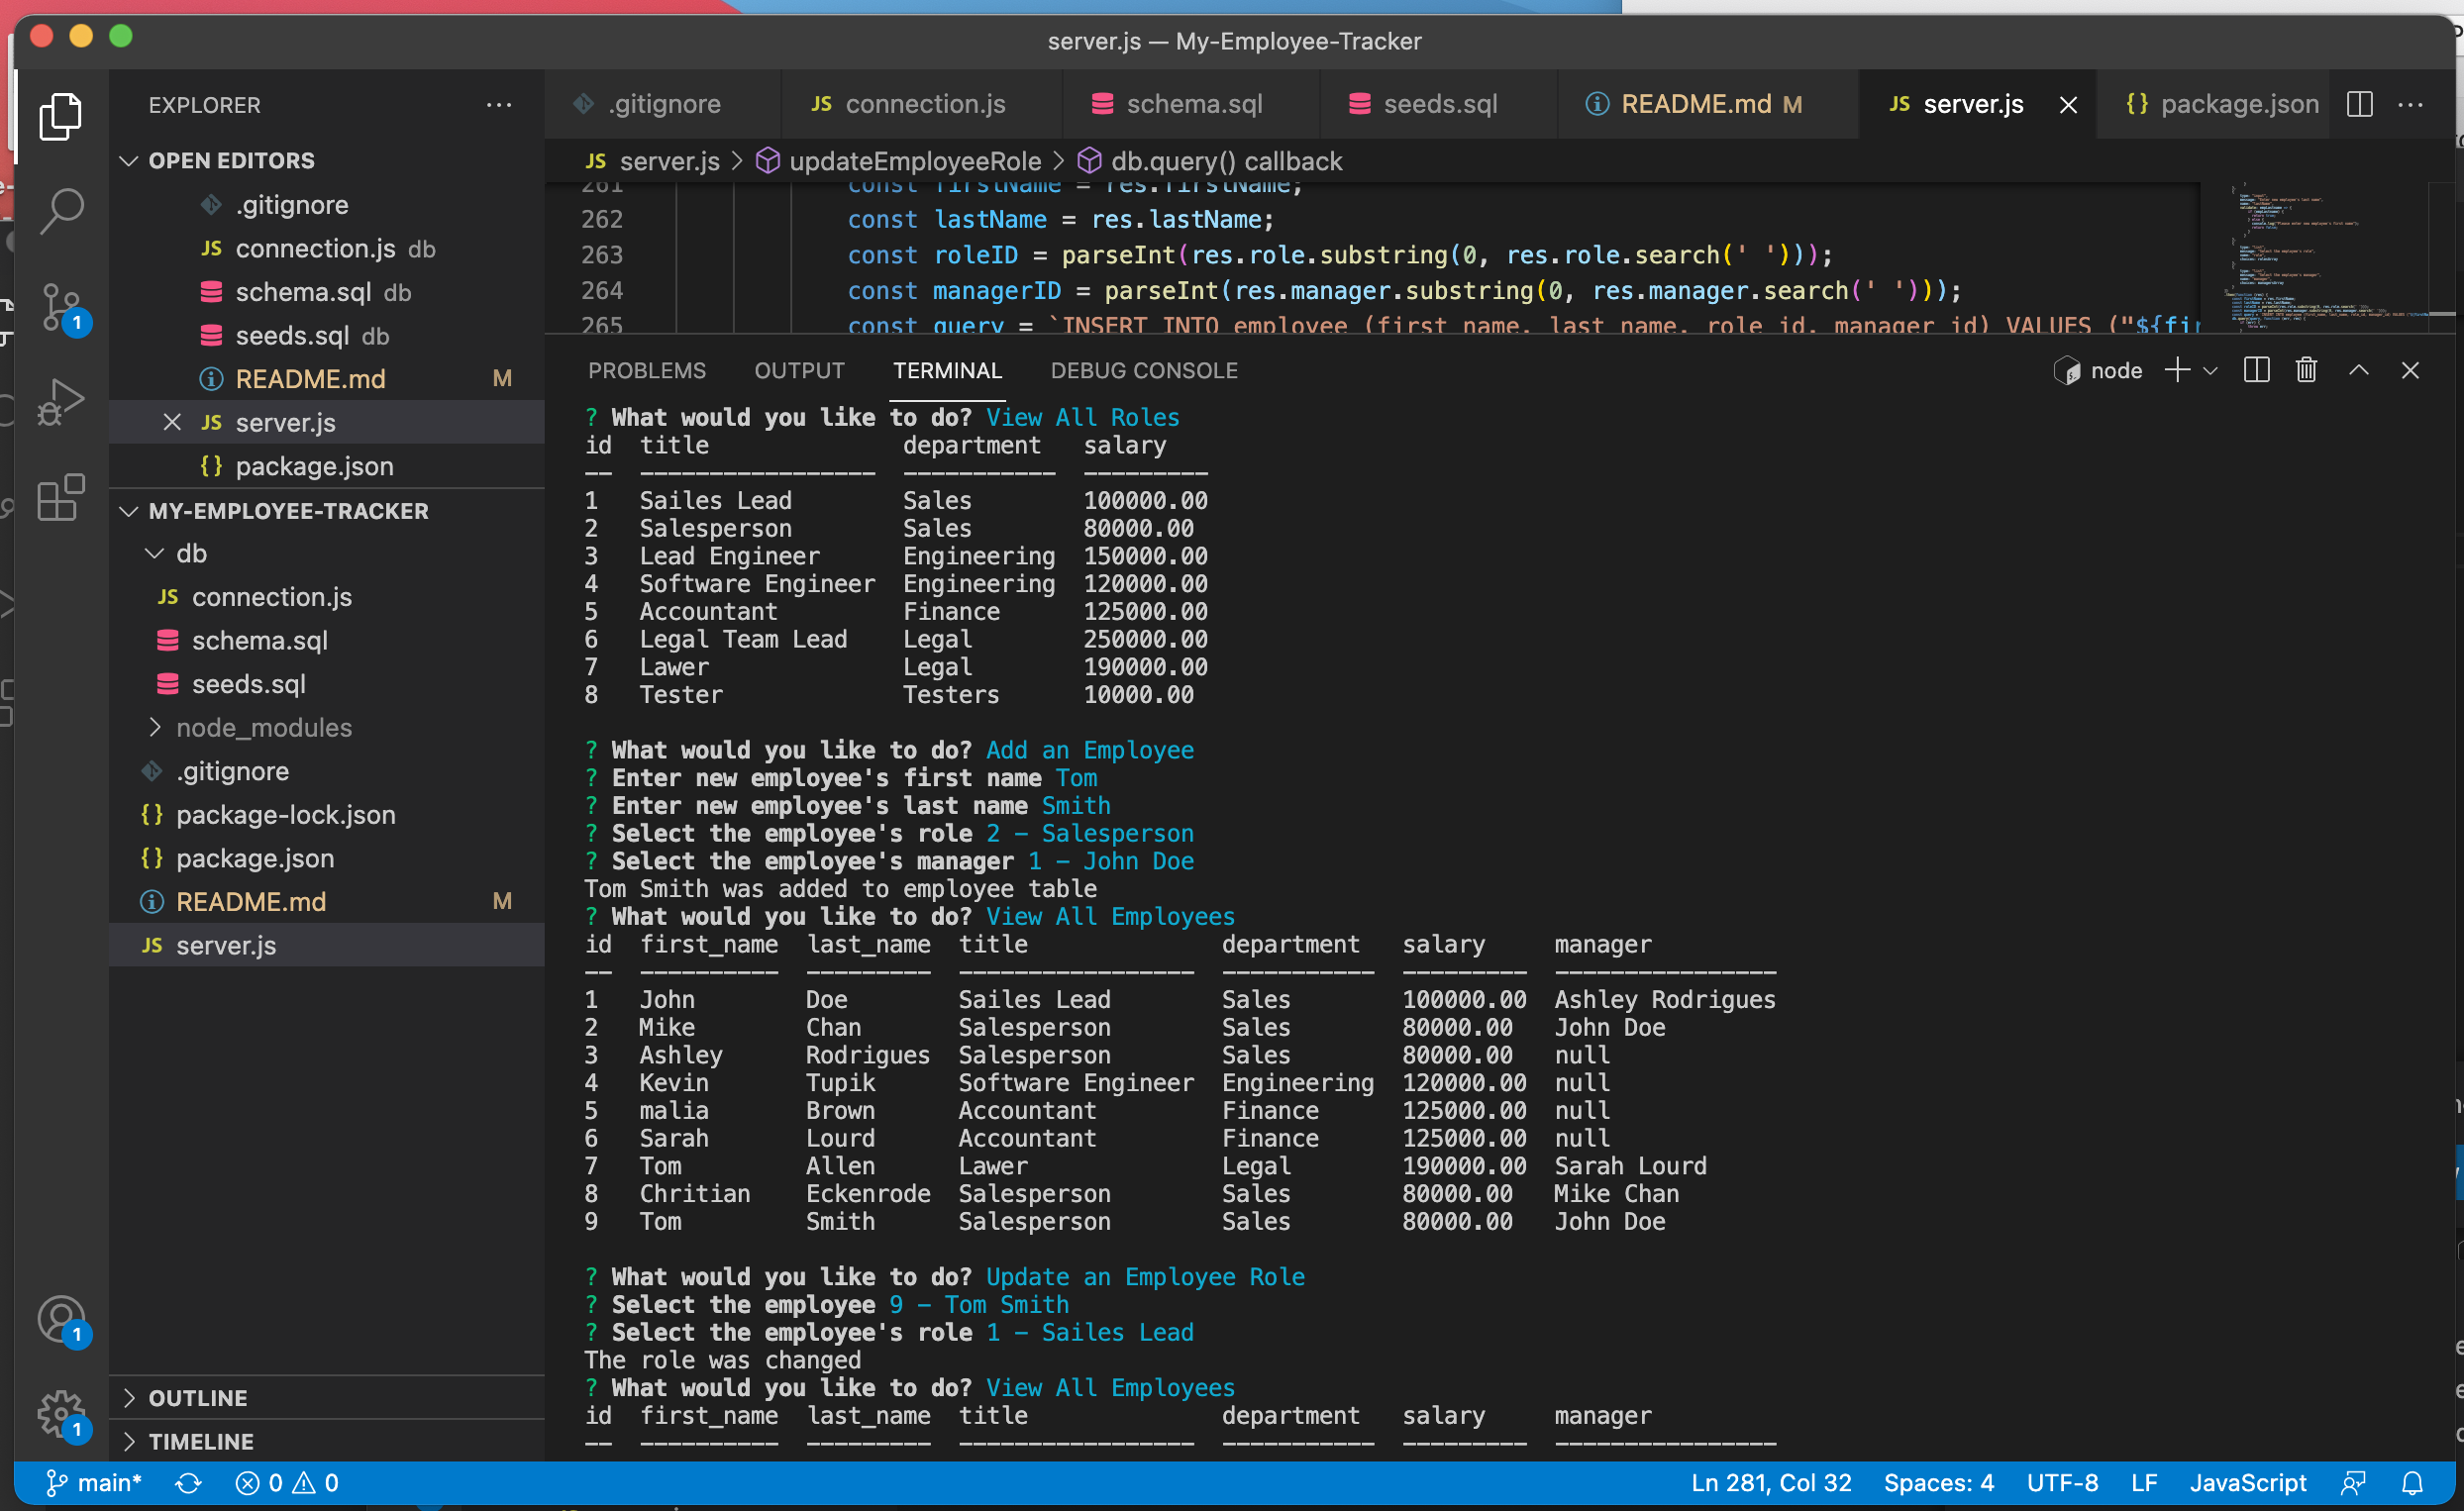 server.js — My-Employee-Tracker
EXPLORER
OPEN EDITORS
.gitignore
JS connection.js db
schema.sql db
seeds.sql db
README.md M
JS server.js
{} package.json
MY-EMPLOYEE-TRACKER
db
JS connection.js
schema.sql
seeds.sql
node_modules
.gitignore
{} package-lock.json
{} package.json
README.md M
JS server.js
OUTLINE
TIMELINE
1
1
1
.gitignore JS connection.js schema.sql seeds.sql README.md M JS server.js {} package.json
JS server.js > updateEmployeeRole > db.query() callback
261 const firstName = res.firstName;
262 const lastName = res.lastName;
263 const roleID = parseInt(res.role.substring(0, res.role.search(' ')));
264 const managerID = parseInt(res.manager.substring(0, res.manager.search(' ')));
265 const query = `INSERT INTO employee (first_name, last_name, role_id, manager_id) VALUES ("${fir
PROBLEMS OUTPUT TERMINAL DEBUG CONSOLE node
? What would you like to do? View All Roles
id title department salary
-- ----------------- ----------- ---------
1 Sailes Lead Sales 100000.00
2 Salesperson Sales 80000.00
3 Lead Engineer Engineering 150000.00
4 Software Engineer Engineering 120000.00
5 Accountant Finance 125000.00
6 Legal Team Lead Legal 250000.00
7 Lawer Legal 190000.00
8 Tester Testers 10000.00
? What would you like to do? Add an Employee
? Enter new employee's first name Tom
? Enter new employee's last name Smith
? Select the employee's role 2 - Salesperson
? Select the employee's manager 1 - John Doe
Tom Smith was added to employee table
? What would you like to do? View All Employees
id first_name last_name title department salary manager
-- ---------- --------- ----------------- ----------- --------- ----------------
1 John Doe Sailes Lead Sales 100000.00 Ashley Rodrigues
2 Mike Chan Salesperson Sales 80000.00 John Doe
3 Ashley Rodrigues Salesperson Sales 80000.00 null
4 Kevin Tupik Software Engineer Engineering 120000.00 null
5 malia Brown Accountant Finance 125000.00 null
6 Sarah Lourd Accountant Finance 125000.00 null
7 Tom Allen Lawer Legal 190000.00 Sarah Lourd
8 Chritian Eckenrode Salesperson Sales 80000.00 Mike Chan
9 Tom Smith Salesperson Sales 80000.00 John Doe
? What would you like to do? Update an Employee Role
? Select the employee 9 - Tom Smith
? Select the employee's role 1 - Sailes Lead
The role was changed
? What would you like to do? View All Employees
id first_name last_name title department salary manager
-- ---------- --------- ----------------- ----------- --------- ----------------
main* 0 0 Ln 281, Col 32 Spaces: 4 UTF-8 LF JavaScript